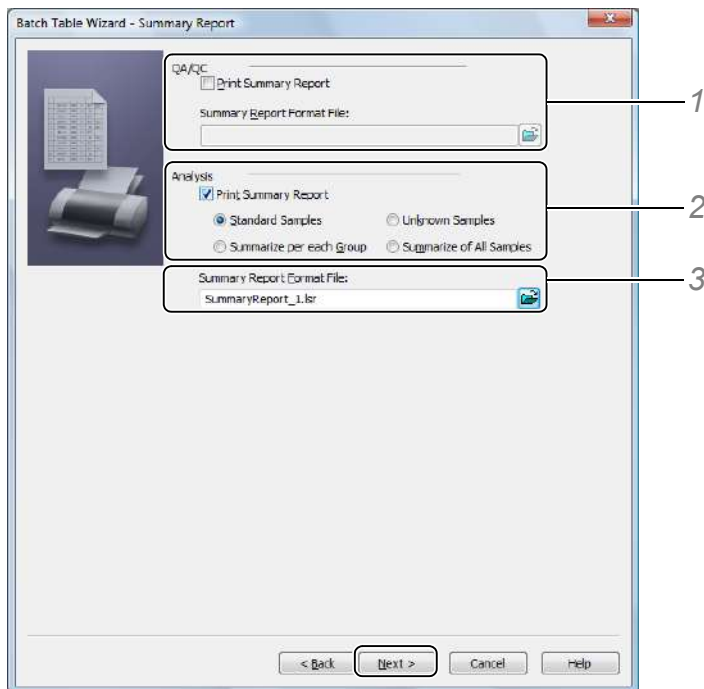 Batch Table Wizard - Summary Report
QA/QC
Print Summary Report
1
Summary Report Format File:
Analysis
Print Summary Report
2
Standard Samples Unknown Samples
Summarize per each Group Summarize of All Samples
Summary Report Format File:
3
SummaryReport_1.lsr
< Back Next > Cancel Help